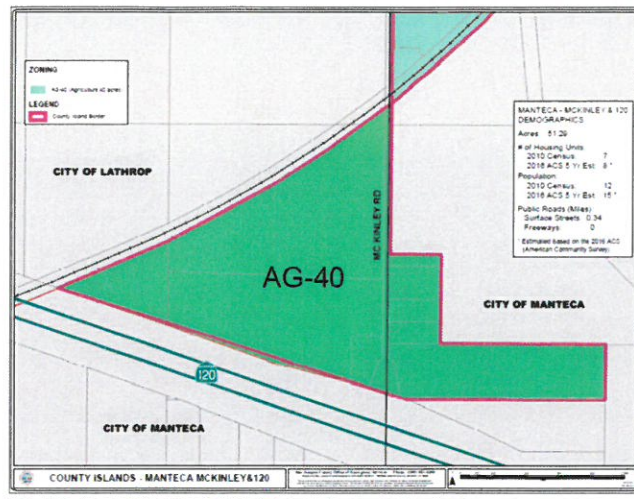 ZONING
AG-40 (Agriculture 40 acres)
LEGEND
County Island Border
MANTECA - MCKINLEY & 120
DEMOGRAPHICS
Acres 51.29
# of Housing Units
2010 Census 7
2016 ACS 5 Yr Est 8 *
Population
2010 Census 12
2016 ACS 5 Yr Est 15 *
Public Roads (Miles)
Surface Streets 0.34
Freeways 0
* Estimated based on the 2016 ACS
(American Community Survey)
CITY OF LATHROP
MC KINLEY RD
AG-40
CITY OF MANTECA
120
CITY OF MANTECA
COUNTY ISLANDS - MANTECA MCKINLEY&120